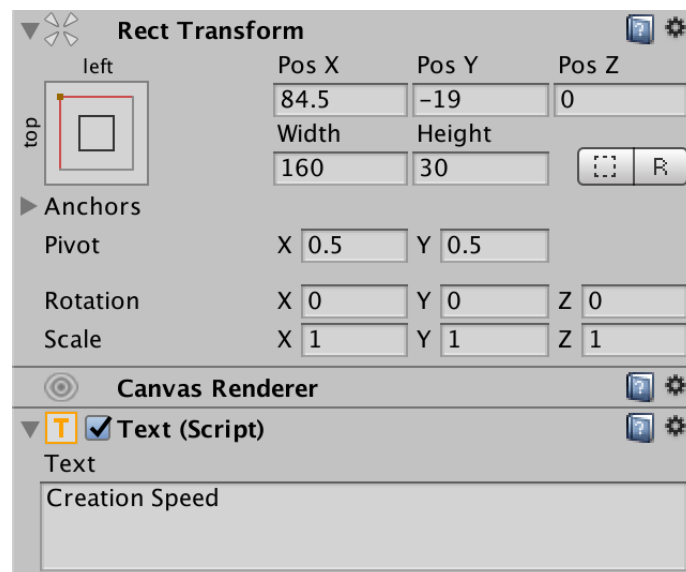 Rect Transform
left
Pos X Pos Y Pos Z
84.5 -19 0
top
Width Height
160 30
R
Anchors
Pivot X 0.5 Y 0.5
Rotation X 0 Y 0 Z 0
Scale X 1 Y 1 Z 1
Canvas Renderer
T Text (Script)
Text
Creation Speed